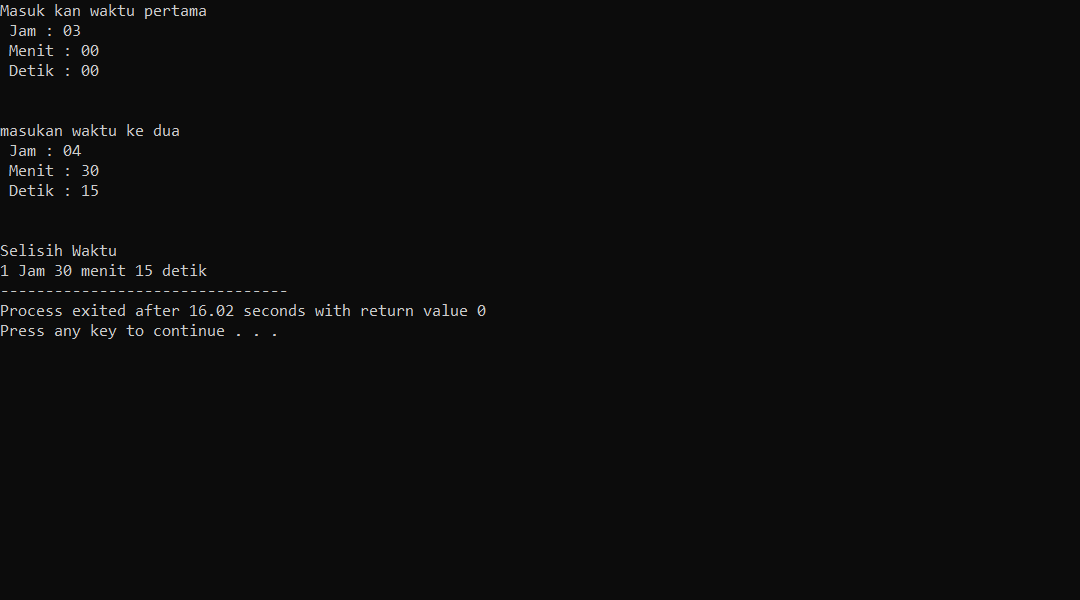 Masuk kan waktu pertama
Jam : 03
Menit : 00
Detik : 00
masukan waktu ke dua
Jam : 04
Menit : 30
Detik : 15
Selisih Waktu
1 Jam 30 menit 15 detik
--------------------------------
Process exited after 16.02 seconds with return value 0
Press any key to continue . . .